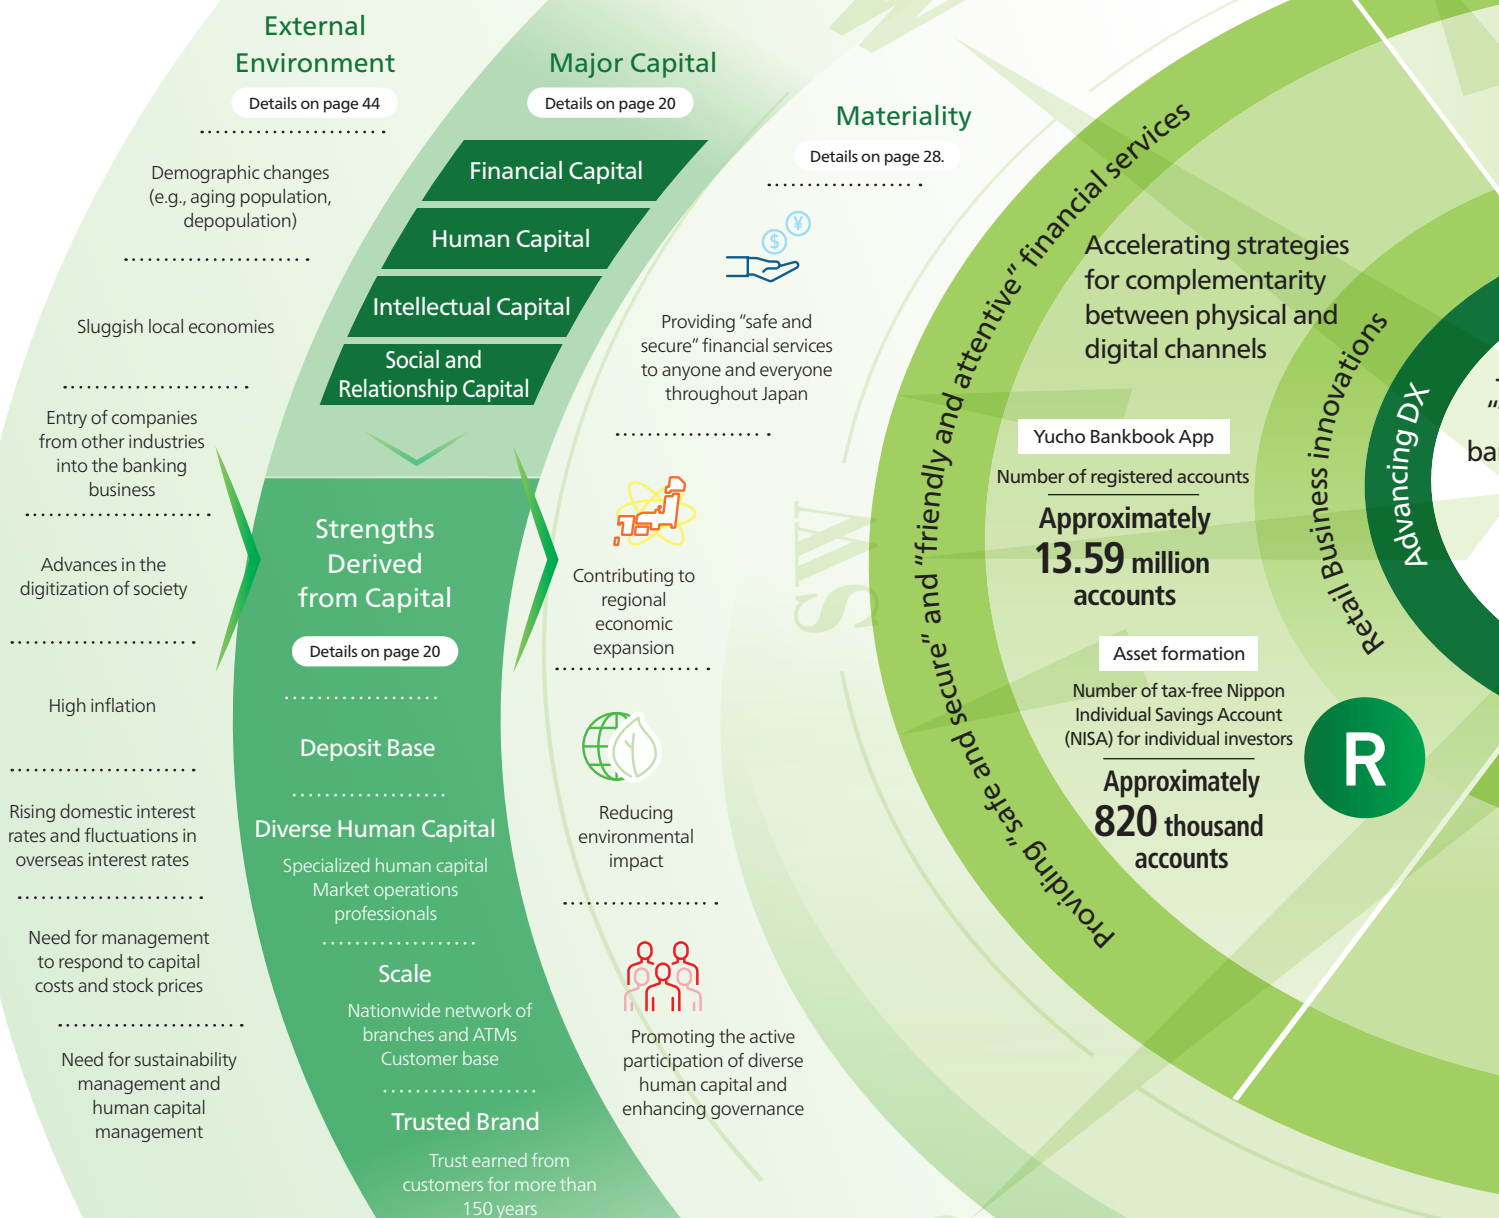 External
Environment
Details on page 44
Demographic changes
(e.g., aging population,
depopulation)
Sluggish local economies
Entry of companies
from other industries
into the banking
business
Advances in the
digitization of society
High inflation
Rising domestic interest
rates and fluctuations in
overseas interest rates
Need for management
to respond to capital
costs and stock prices
Need for sustainability
management and
human capital
management
Major Capital
Details on page 20
Financial Capital
Human Capital
Intellectual Capital
Social and
Relationship Capital
Strengths
Derived
from Capital
Details on page 20
Deposit Base
Diverse Human Capital
Specialized human capital
Market operations
professionals
Scale
Nationwide network of
branches and ATMs
Customer base
Trusted Brand
Trust earned from
customers for more than
150 years
Materiality
Details on page 28.
$ ¥
Providing “safe and
secure” financial services
to anyone and everyone
throughout Japan
Contributing to
regional
economic
expansion
Reducing
environmental
impact
Promoting the active
participation of diverse
human capital and
enhancing governance
SW
Providing “safe and secure” and “friendly and attentive” financial services
Accelerating strategies
for complementarity
between physical and
digital channels
Yucho Bankbook App
Number of registered accounts
Approximately
13.59 million
accounts
Asset formation
Number of tax-free Nippon
Individual Savings Account
(NISA) for individual investors
Approximately
820 thousand
accounts
Retail Business innovations
R
Advancing DX